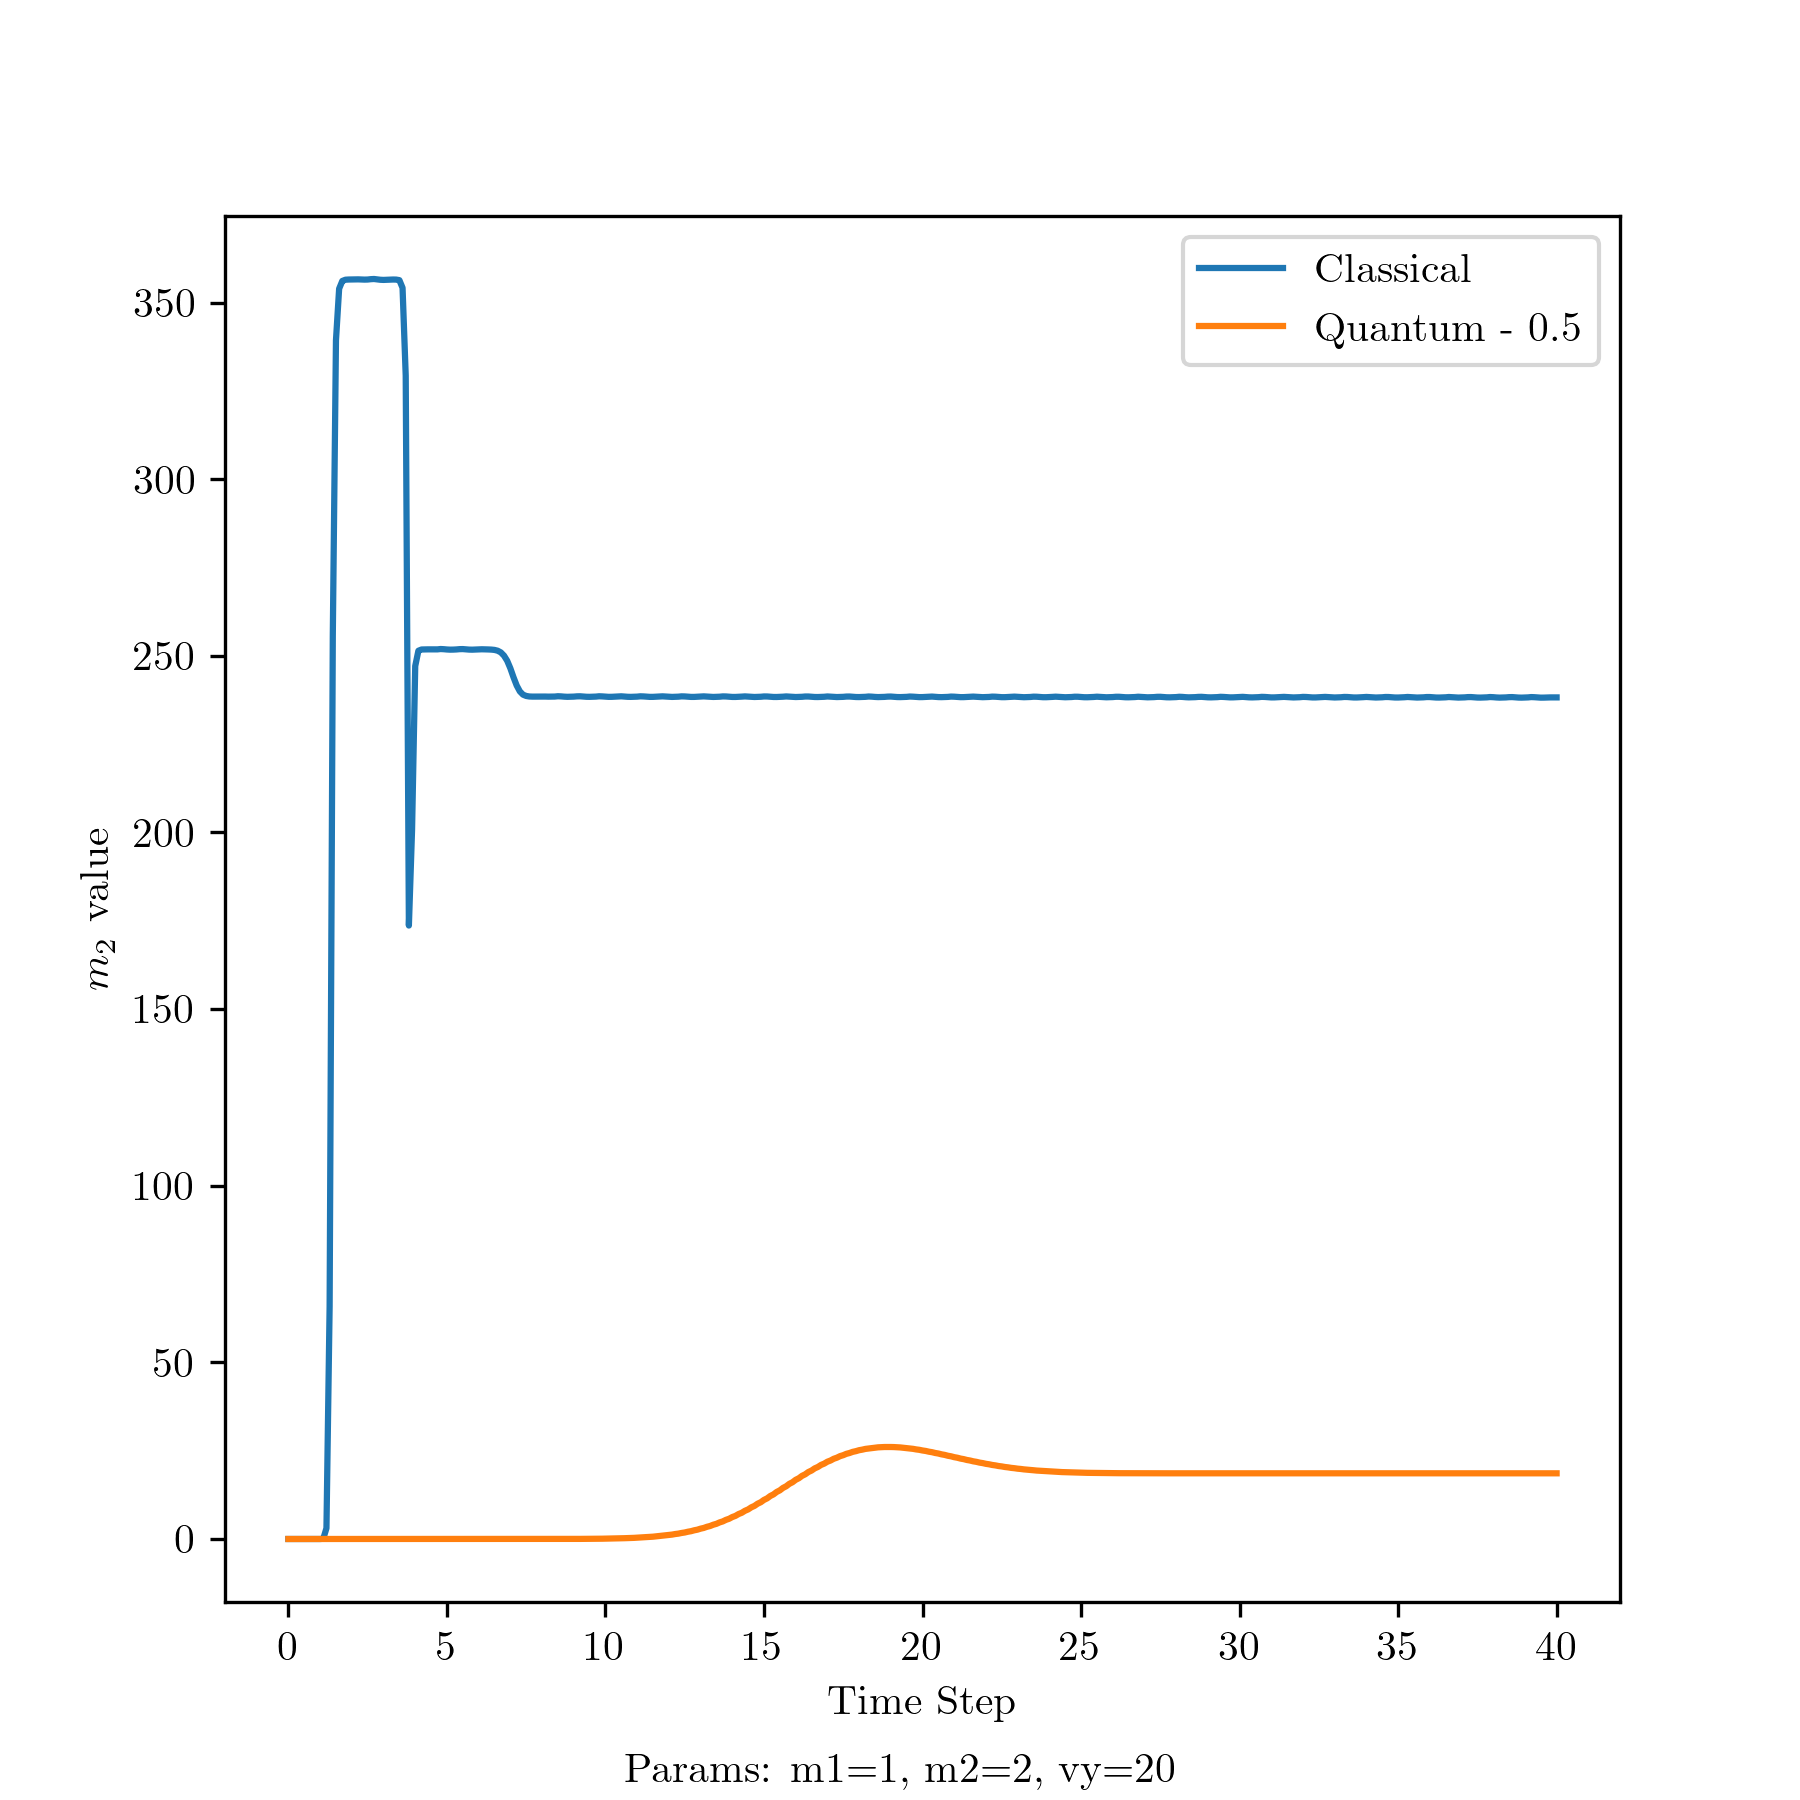 Classical
Quantum - 0.5
350
300
250
200
150
100
50
0
m₂ value
0 5 10 15 20 25 30 35 40
Time Step
Params: m1=1, m2=2, vy=20